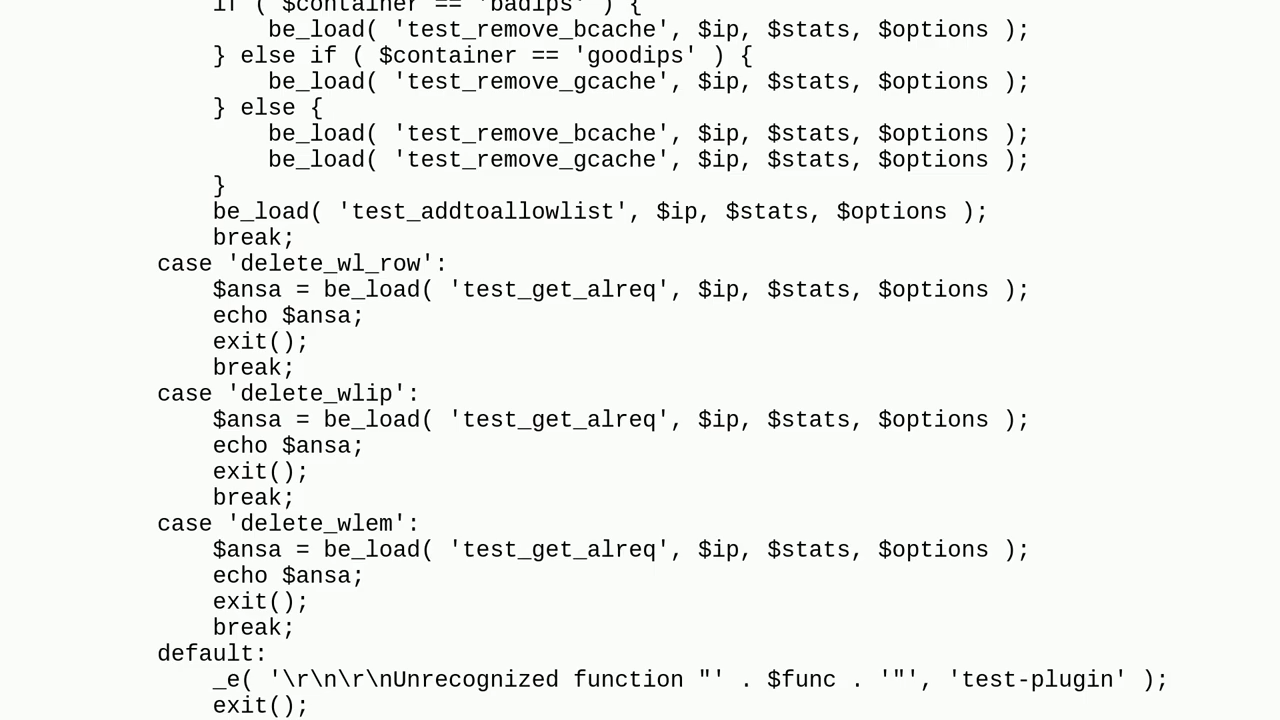 if ( $container == 'badips' ) {
be_load( 'test_remove_bcache', $ip, $stats, $options );
} else if ( $container == 'goodips' ) {
be_load( 'test_remove_gcache', $ip, $stats, $options );
} else {
be_load( 'test_remove_bcache', $ip, $stats, $options );
be_load( 'test_remove_gcache', $ip, $stats, $options );
}
be_load( 'test_addtoallowlist', $ip, $stats, $options );
break;
case 'delete_wl_row':
$ansa = be_load( 'test_get_alreq', $ip, $stats, $options );
echo $ansa;
exit();
break;
case 'delete_wlip':
$ansa = be_load( 'test_get_alreq', $ip, $stats, $options );
echo $ansa;
exit();
break;
case 'delete_wlem':
$ansa = be_load( 'test_get_alreq', $ip, $stats, $options );
echo $ansa;
exit();
break;
default:
_e( '\r\n\r\nUnrecognized function "' . $func . '"', 'test-plugin' );
exit();